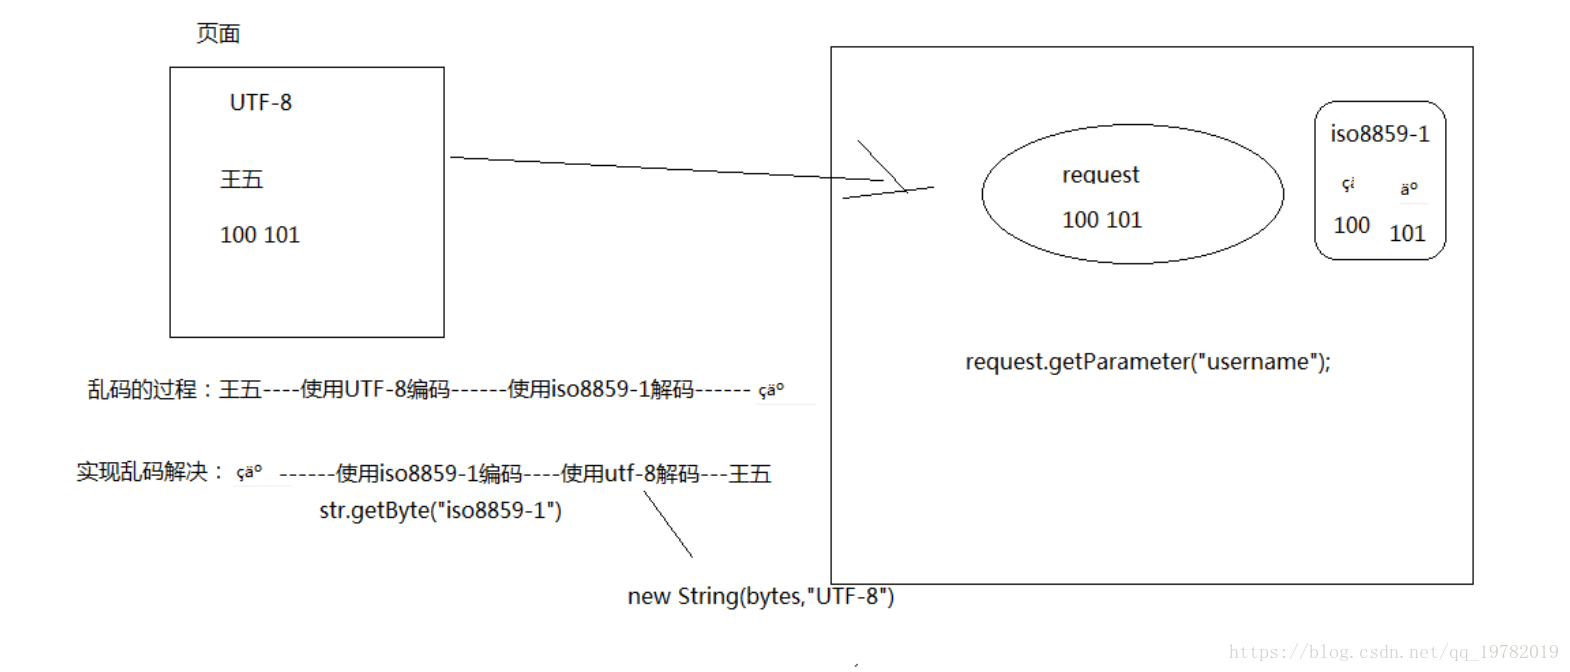 页面
UTF-8
王五
100 101
request
100 101
iso8859-1
çä äº
100 101
request.getParameter("username");
乱码的过程：王五----使用UTF-8编码------使用iso8859-1解码------ çäº
实现乱码解决： çäº ------使用iso8859-1编码----使用utf-8解码---王五
str.getByte("iso8859-1")
new String(bytes,"UTF-8")
https://blog.csdn.net/qq_19782019